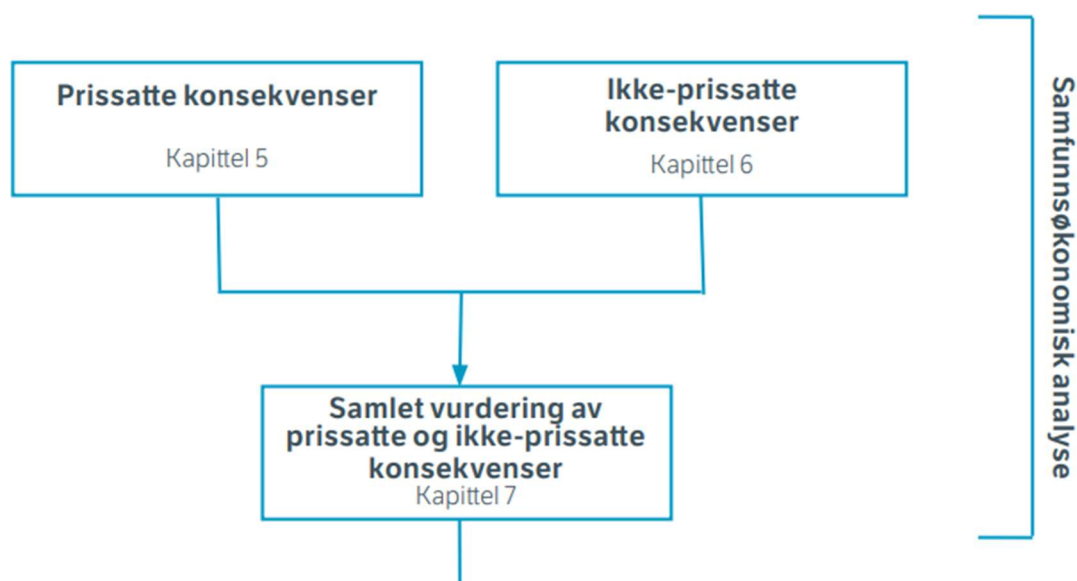 Prissatte konsekvenser
Kapittel 5
Ikke-prissatte
konsekvenser
Kapittel 6
Samlet vurdering av
prissatte og ikke-prissatte
konsekvenser
Kapittel 7
Samfunnsøkonomisk analyse